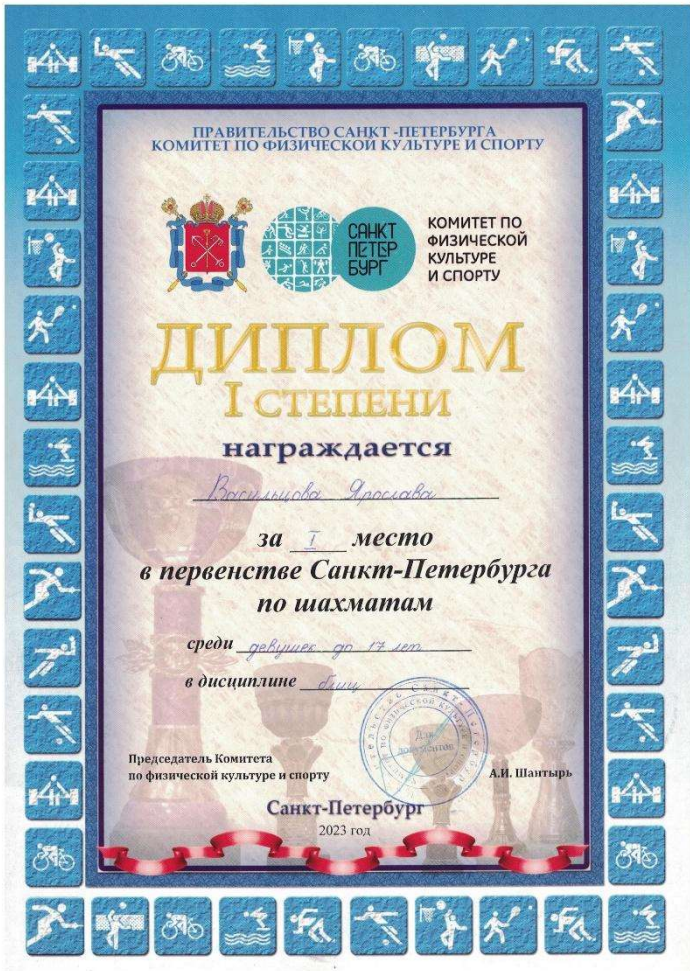 ПРАВИТЕЛЬСТВО САНКТ -ПЕТЕРБУРГА
КОМИТЕТ ПО ФИЗИЧЕСКОЙ КУЛЬТУРЕ И СПОРТУ
САНКТ
ПЕТЕР
БУРГ
КОМИТЕТ ПО
ФИЗИЧЕСКОЙ
КУЛЬТУРЕ
И СПОРТУ
ДИПЛОМ
I СТЕПЕНИ
награждается
Васильцова Ярослава
за I место
в первенстве Санкт-Петербурга
по шахматам
среди девушек до 17 лет
в дисциплине блиц
Для
документов
Председатель Комитета
по физической культуре и спорту
А.И. Шантырь
Санкт-Петербург
2023 год